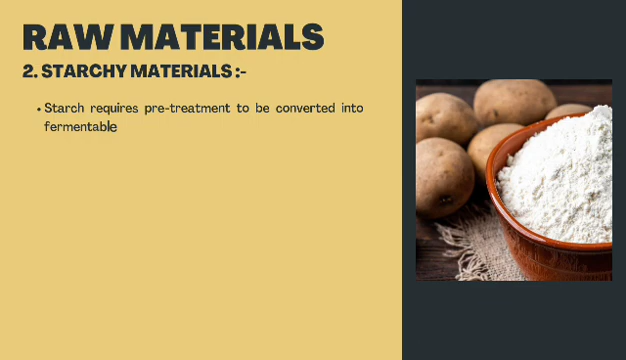 RAW MATERIALS
2. STARCHY MATERIALS :-
• Starch requires pre-treatment to be converted into
fermentable